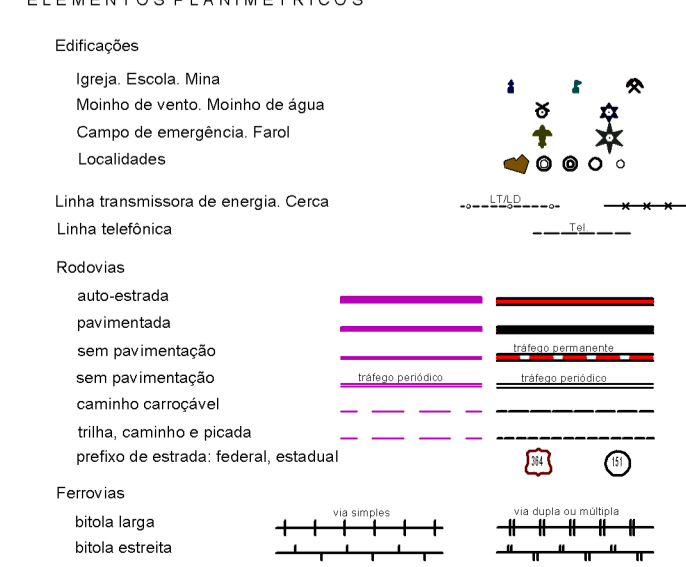 ELEMENTOS PLANIMÉTRICOS
Edificações
Igreja. Escola. Mina
Moinho de vento. Moinho de água
Campo de emergência. Farol
Localidades
Linha transmissora de energia. Cerca LT/LD
Linha telefônica Tel.
Rodovias
auto-estrada
pavimentada
sem pavimentação tráfego permanente
sem pavimentação tráfego periódico tráfego periódico
caminho carroçável
trilha, caminho e picada
prefixo de estrada: federal, estadual 364 151
Ferrovias
via simples via dupla ou múltipla
bitola larga
bitola estreita